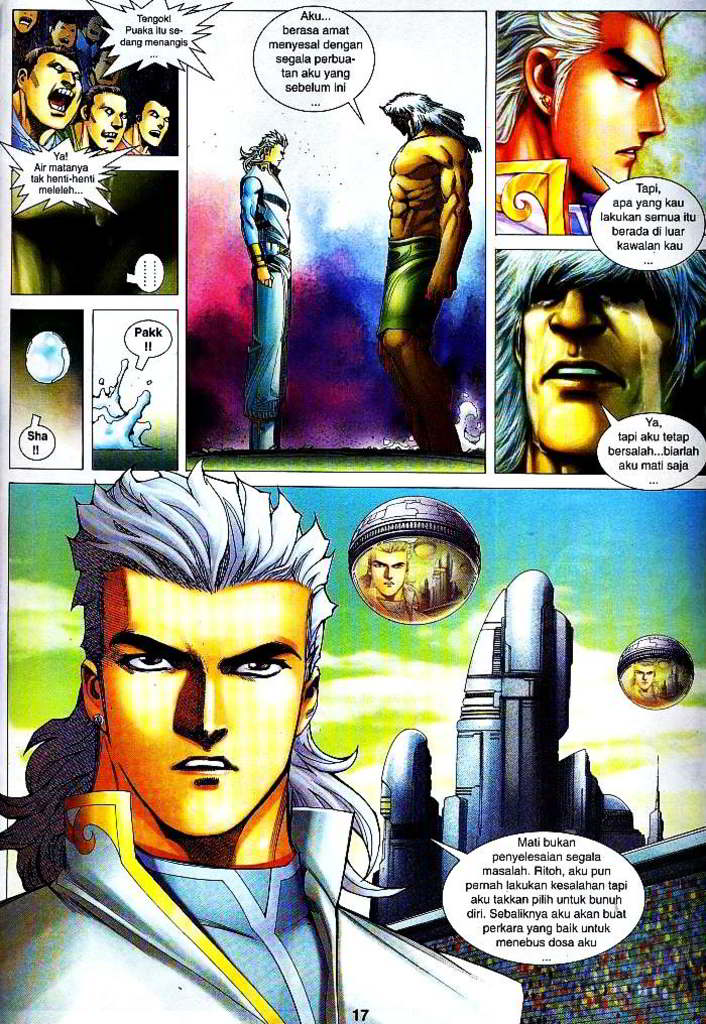 Tengok!
Puaka itu se-
dang menangis
Ya!
Air matanya
tak henti-henti
meleleh...
......
Sha
!!
Pakk
!!
Aku...
berasa amat
menyesal dengan
segala perbua-
tan aku yang
sebelum ini
...
Tapi,
apa yang kau
lakukan semua itu
berada di luar
kawalan kau
...
Ya,
tapi aku tetap
bersalah...biarlah
aku mati saja
...
Mati bukan
penyelesaian segala
masalah. Ritoh, aku pun
pernah lakukan kesalahan tapi
aku takkan pilih untuk bunuh
diri. Sebaliknya aku akan buat
perkara yang baik untuk
menebus dosa aku
...
17